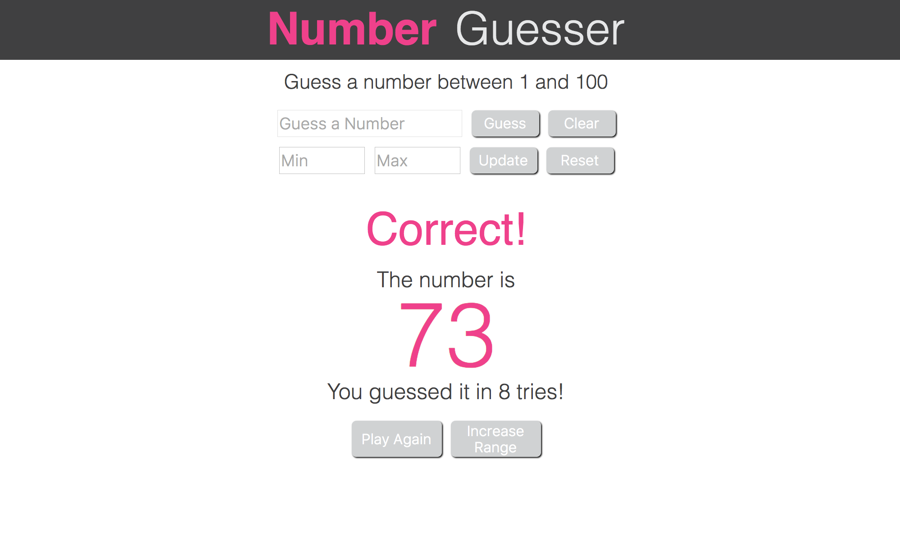 Number Guesser
Guess a number between 1 and 100
Guess a Number Guess Clear
Min Max Update Reset
Correct!
The number is
73
You guessed it in 8 tries!
Play Again Increase
Range